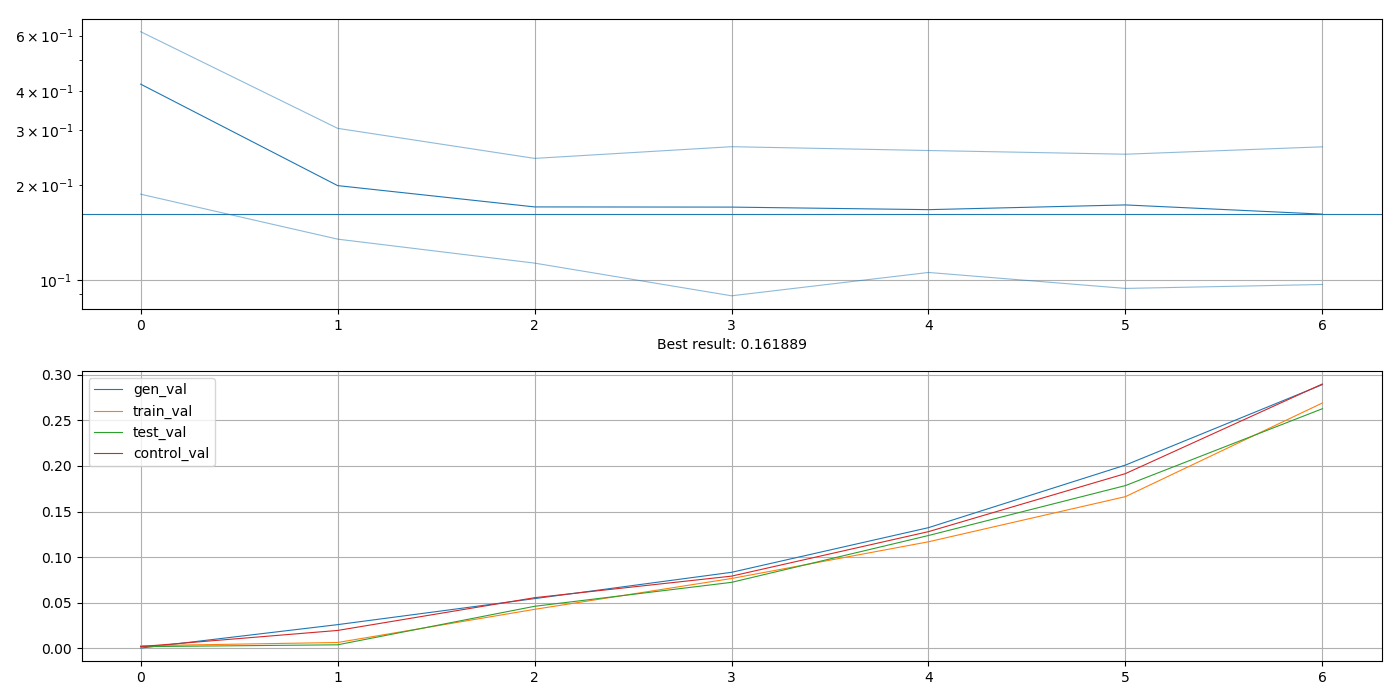 6 × 10⁻¹
4 × 10⁻¹
3 × 10⁻¹
2 × 10⁻¹
10⁻¹
0 1 2 3 4 5 6
Best result: 0.161889
0.30
0.25
0.20
0.15
0.10
0.05
0.00
gen_val
train_val
test_val
control_val
0 1 2 3 4 5 6